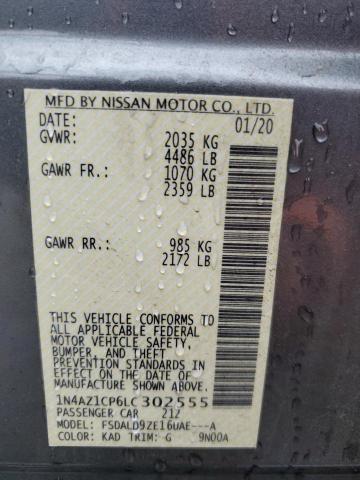 MFD BY NISSAN MOTOR CO., LTD.
DATE: 01/20
GVWR: 2035 KG
4486 LB
GAWR FR.: 1070 KG
2359 LB
GAWR RR.: 985 KG
2172 LB
THIS VEHICLE CONFORMS TO
ALL APPLICABLE FEDERAL
MOTOR VEHICLE SAFETY,
BUMPER, AND THEFT
PREVENTION STANDARDS
IN EFFECT ON THE DATE OF
MANUFACTURE SHOWN ABOVE.
1N4AZ1CP6LC302555
PASSENGER CAR 212
MODEL: FSDALD9ZE16UAE---A
COLOR: KAD TRIM: G 9N00A